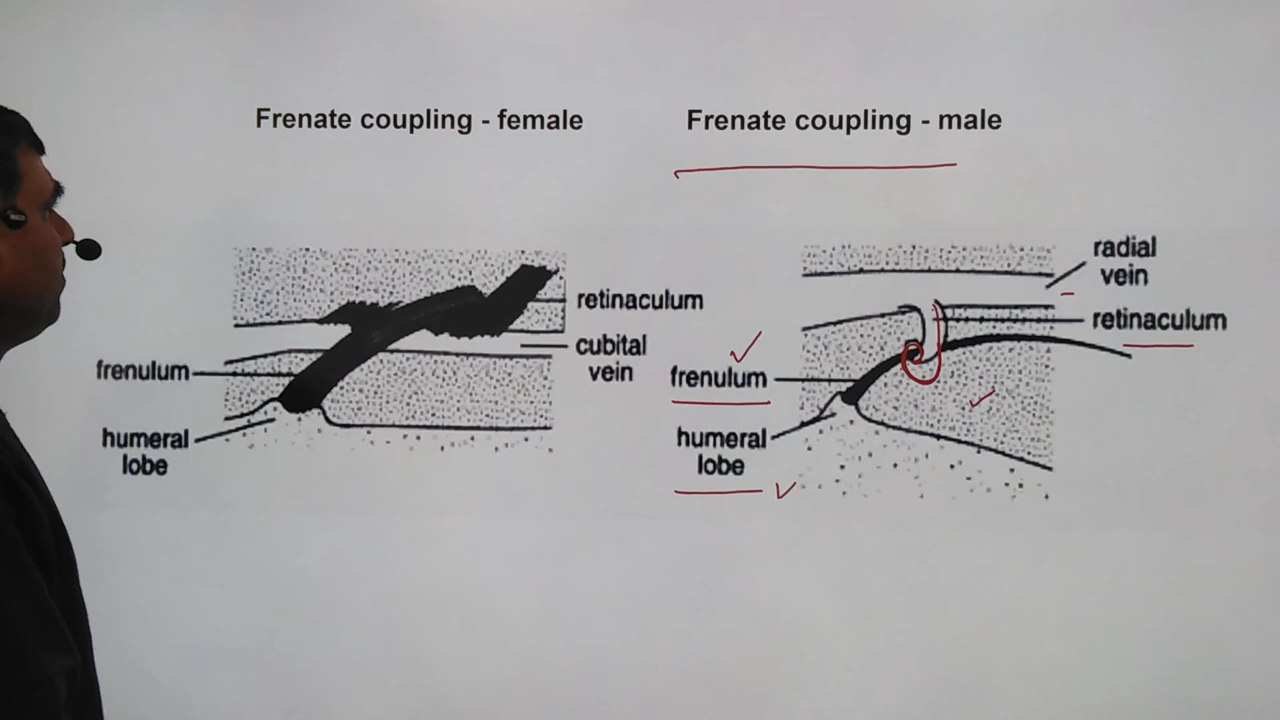 Frenate coupling - female
retinaculum
cubital
vein
frenulum
humeral
lobe
Frenate coupling - male
radial
vein
retinaculum
frenulum
humeral
lobe